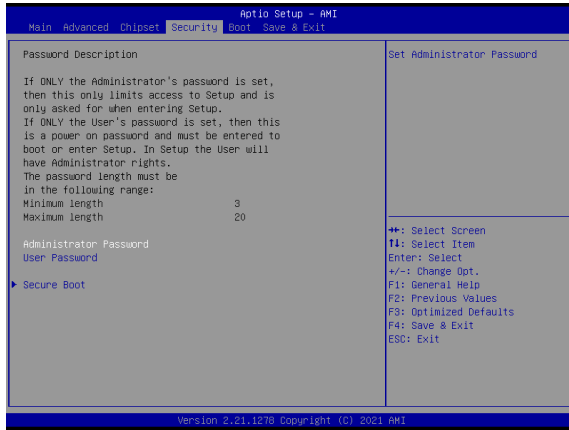 Aptio Setup - AMI
Main Advanced Chipset Security Boot Save & Exit
Password Description
If ONLY the Administrator's password is set,
then this only limits access to Setup and is
only asked for when entering Setup.
If ONLY the User's password is set, then this
is a power on password and must be entered to
boot or enter Setup. In Setup the User will
have Administrator rights.
The password length must be
in the following range:
Minimum length 3
Maximum length 20
Administrator Password
User Password
▶ Secure Boot
Set Administrator Password
→←: Select Screen
↑↓: Select Item
Enter: Select
+/-: Change Opt.
F1: General Help
F2: Previous Values
F3: Optimized Defaults
F4: Save & Exit
ESC: Exit
Version 2.21.1278 Copyright (C) 2021 AMI